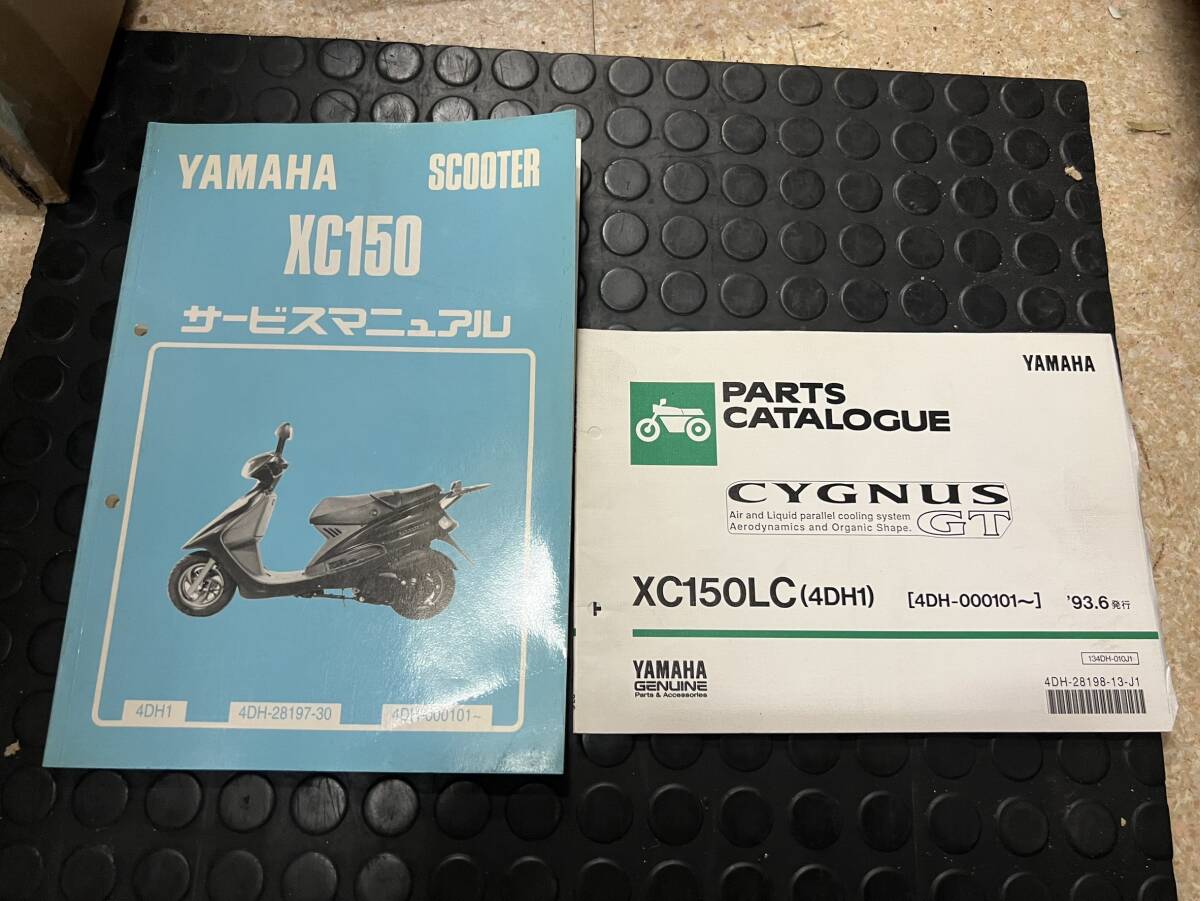 YAMAHA SCOOTER
XC150
サービスマニュアル
4DH1 4DH-28197-30 4DH-000101~
YAMAHA
PARTS
CATALOGUE
CYGNUS
Air and Liquid parallel cooling system
Aerodynamics and Organic Shape.
GT
XC150LC(4DH1) [4DH-000101~] '93.6発行
134DH-010J1
YAMAHA
GENUINE
Parts & Accessories
4DH-28198-13-J1